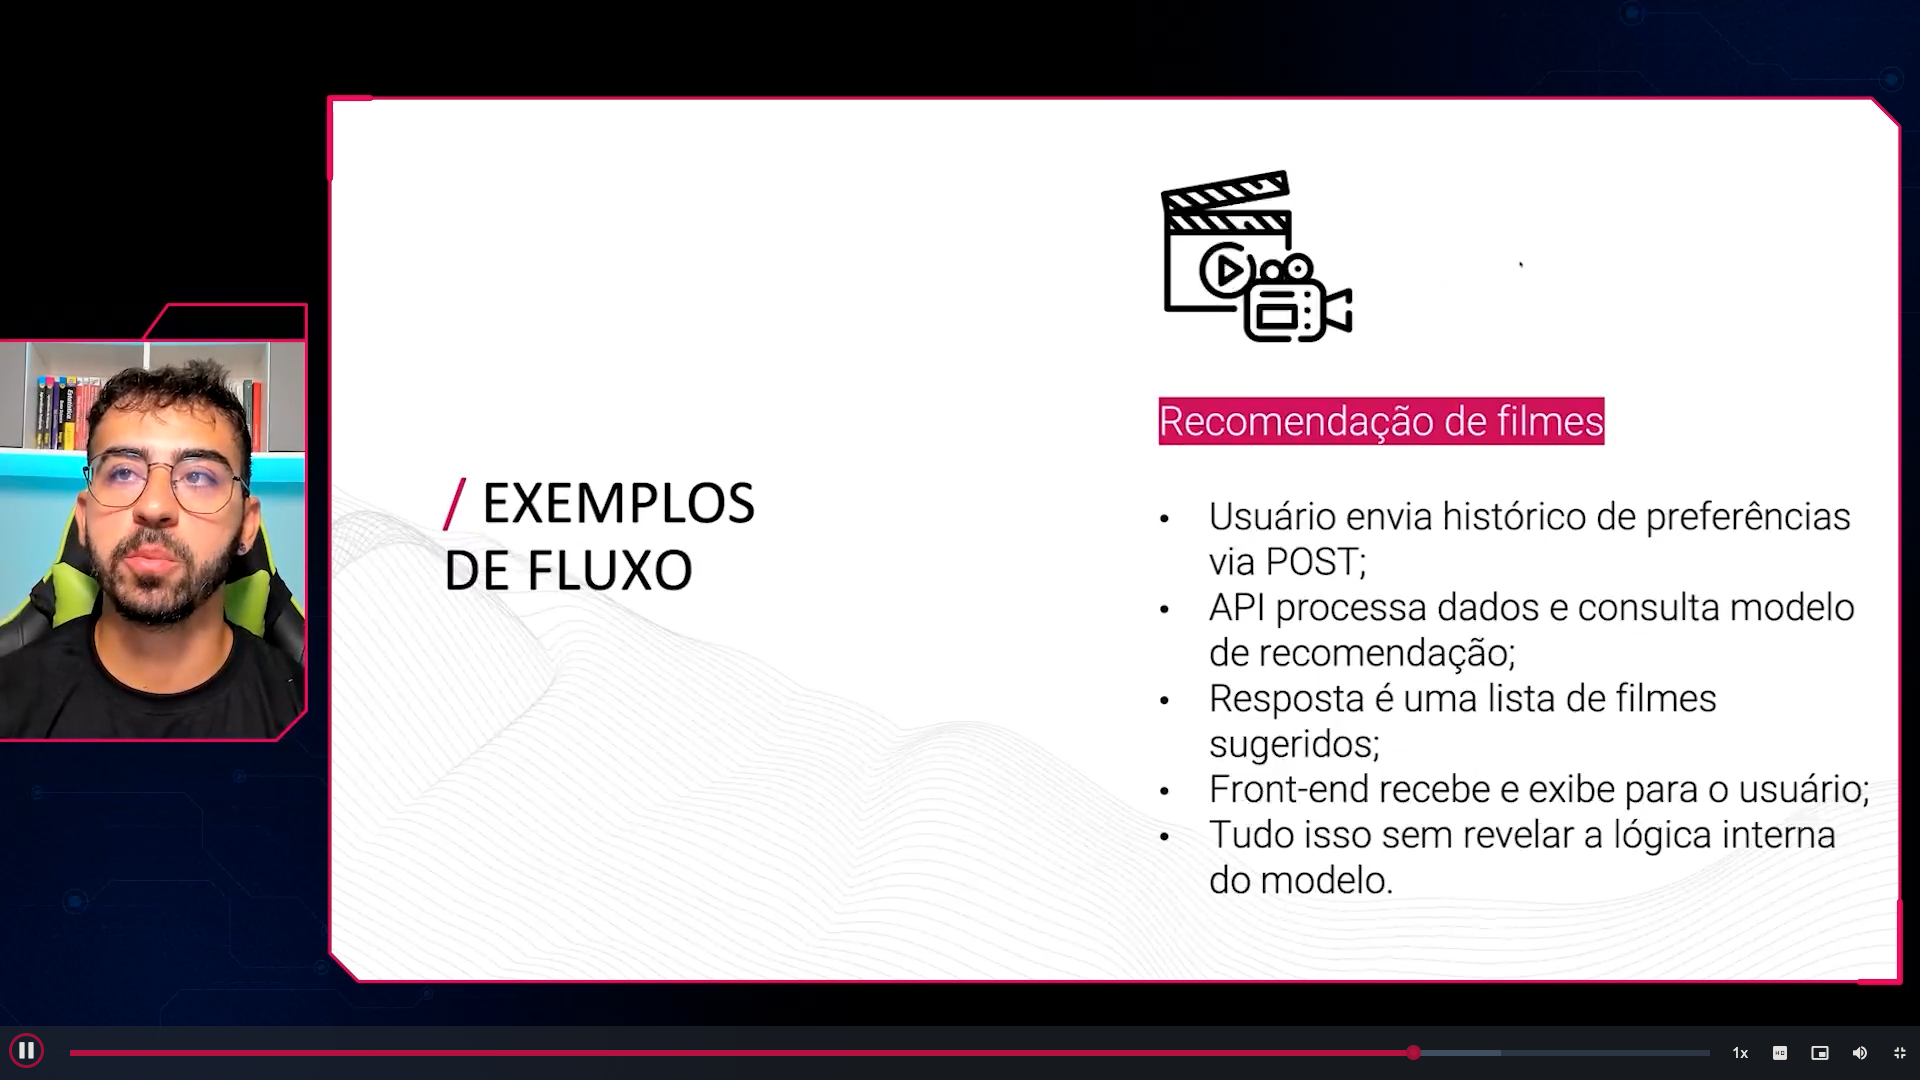 / EXEMPLOS
DE FLUXO
Recomendação de filmes
• Usuário envia histórico de preferências
via POST;
• API processa dados e consulta modelo
de recomendação;
• Resposta é uma lista de filmes
sugeridos;
• Front-end recebe e exibe para o usuário;
• Tudo isso sem revelar a lógica interna
do modelo.
1x